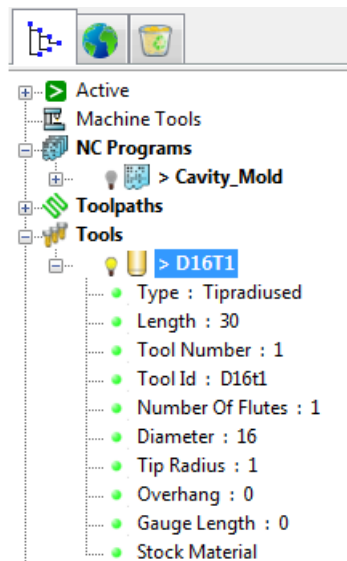 Active
Machine Tools
NC Programs
> Cavity_Mold
Toolpaths
Tools
> D16T1
Type : Tipradiused
Length : 30
Tool Number : 1
Tool Id : D16t1
Number Of Flutes : 1
Diameter : 16
Tip Radius : 1
Overhang : 0
Gauge Length : 0
Stock Material